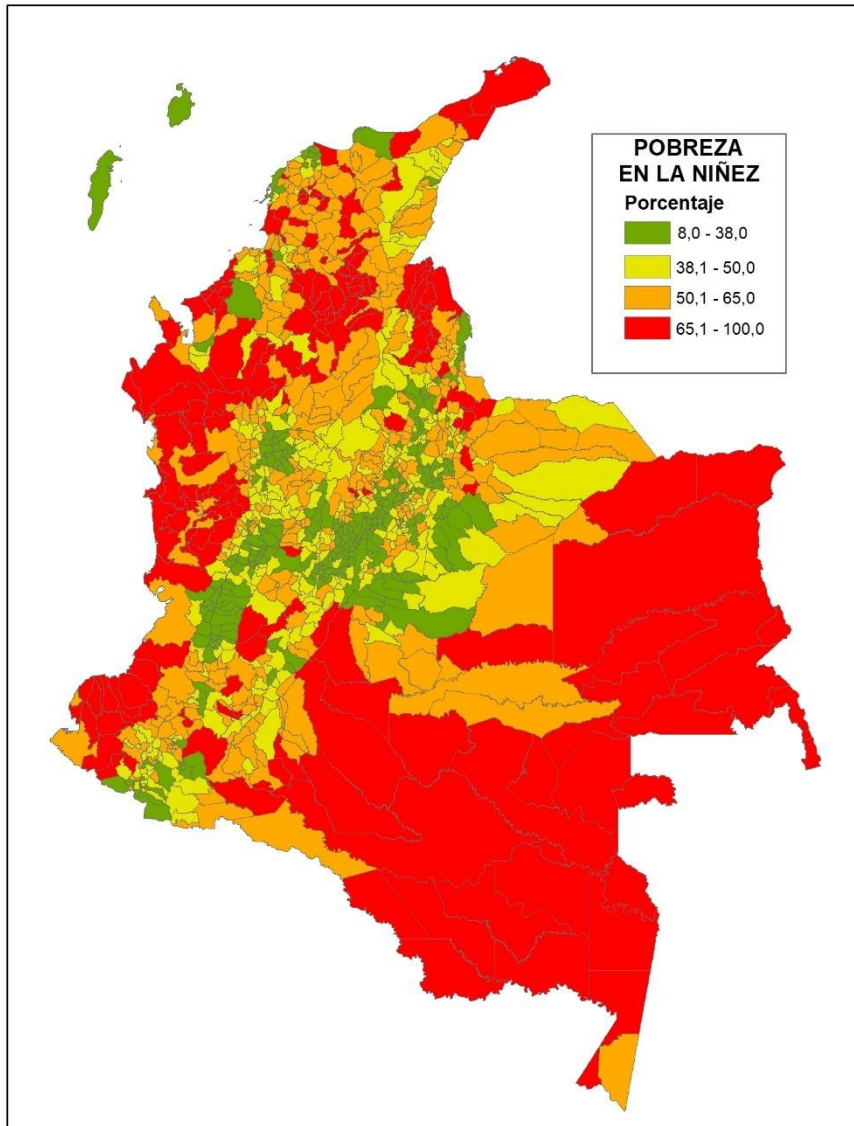 POBREZA
EN LA NIÑEZ
Porcentaje
8,0 - 38,0
38,1 - 50,0
50,1 - 65,0
65,1 - 100,0